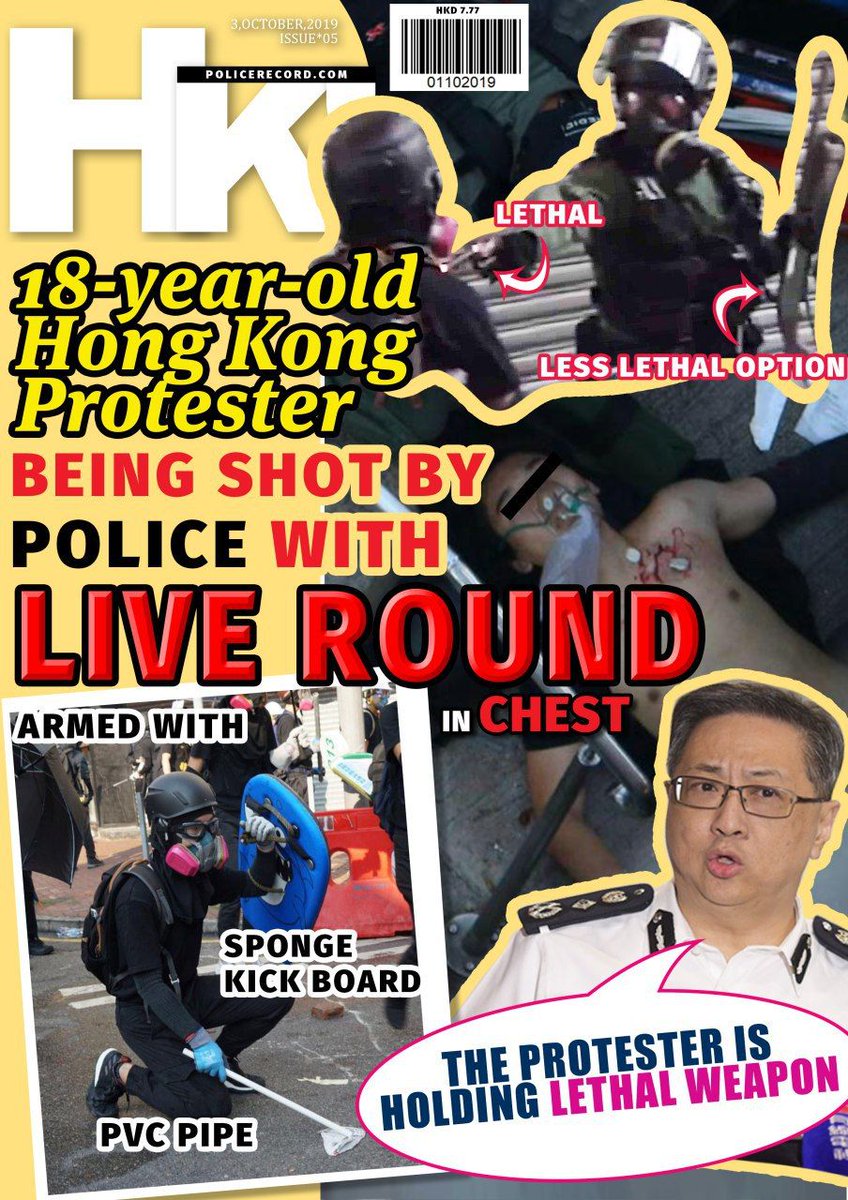 3,OCTOBER,2019
ISSUE*05
HK
POLICERECORD.COM
HKD 7.77
01102019
LETHAL
LESS LETHAL OPTION
18-year-old
Hong Kong
Protester
BEING SHOT BY
POLICE WITH
LIVE ROUND
IN CHEST
ARMED WITH
SPONGE
KICK BOARD
PVC PIPE
THE PROTESTER IS
HOLDING LETHAL WEAPON